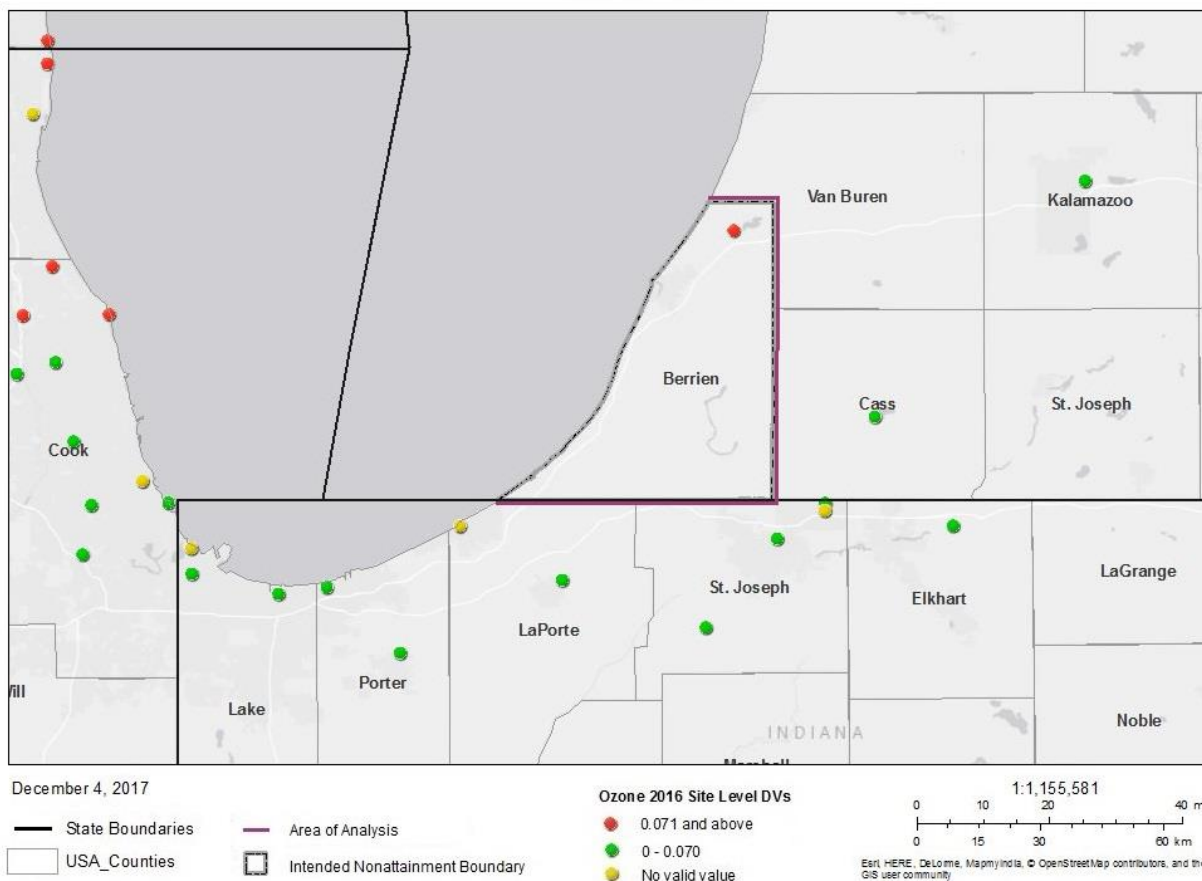 Van Buren
Kalamazoo
Berrien
Cass
St. Joseph
Cook
LaGrange
St. Joseph
Elkhart
LaPorte
Porter
Lake
Noble
INDIANA
December 4, 2017
State Boundaries
USA_Counties
Area of Analysis
Intended Nonattainment Boundary
Ozone 2016 Site Level DVs
0.071 and above
0 - 0.070
No valid value
1:1,155,581
0 10 20 40 m
0 15 30 60 km
Esri, HERE, DeLorme, MapmyIndia, © OpenStreetMap contributors, and the
GIS user community